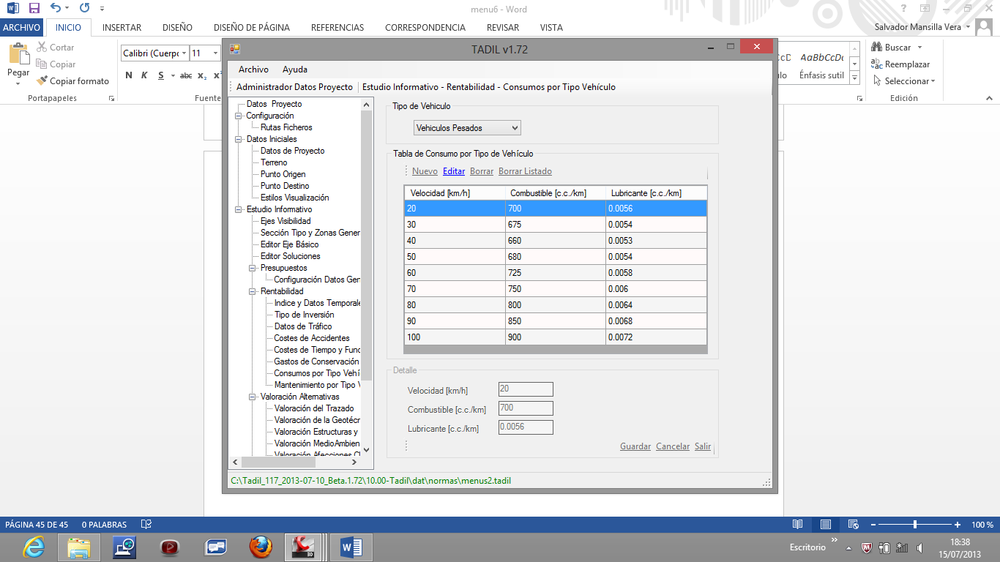 menu6 - Word
ARCHIVO INICIO INSERTAR DISEÑO DISEÑO DE PÁGINA REFERENCIAS CORRESPONDENCIA REVISAR VISTA Salvador Mansilla Vera
Pegar
Cortar
Copiar
Copiar formato
Portapapeles
Calibri (Cuerpo 11
N K S abc x₂ x²
Fuente
AaBbCcDc
Énfasis sutil
Buscar
Reemplazar
Seleccionar
Edición
TADIL v1.72
Archivo Ayuda
Administrador Datos Proyecto Estudio Informativo - Rentabilidad - Consumos por Tipo Vehículo
Datos Proyecto
Configuración
Rutas Ficheros
Datos Iniciales
Datos de Proyecto
Terreno
Punto Origen
Punto Destino
Estilos Visualización
Estudio Informativo
Ejes Visibilidad
Sección Tipo y Zonas Gener
Editor Eje Básico
Editor Soluciones
Presupuestos
Configuración Datos Gen
Rentabilidad
Indice y Datos Temporale
Tipo de Inversión
Datos de Tráfico
Costes de Accidentes
Costes de Tiempo y Func
Gastos de Conservación
Consumos por Tipo Vehí
Mantenimiento por Tipo V
Valoración Alternativas
Valoración del Trazado
Valoración de la Geotécr
Valoración Estructuras y
Valoración MedioAmbien
Valoración Afecciones Cl
Tipo de Vehiculo
Vehiculos Pesados
Tabla de Consumo por Tipo de Vehículo
Nuevo Editar Borrar Borrar Listado
Velocidad [km/h] Combustible [c.c./km] Lubricante [c.c./km]
20 700 0.0056
30 675 0.0054
40 660 0.0053
50 680 0.0054
60 725 0.0058
70 750 0.006
80 800 0.0064
90 850 0.0068
100 900 0.0072
Detalle
Velocidad [km/h] 20
Combustible [c.c./km] 700
Lubricante [c.c./km] 0.0056
Guardar Cancelar Salir
C:\Tadil_117_2013-07-10_Beta.1.72\10.00-Tadil\dat\normas\menus2.tadil
PÁGINA 45 DE 45 0 PALABRAS 100 %
Escritorio
18:38
15/07/2013